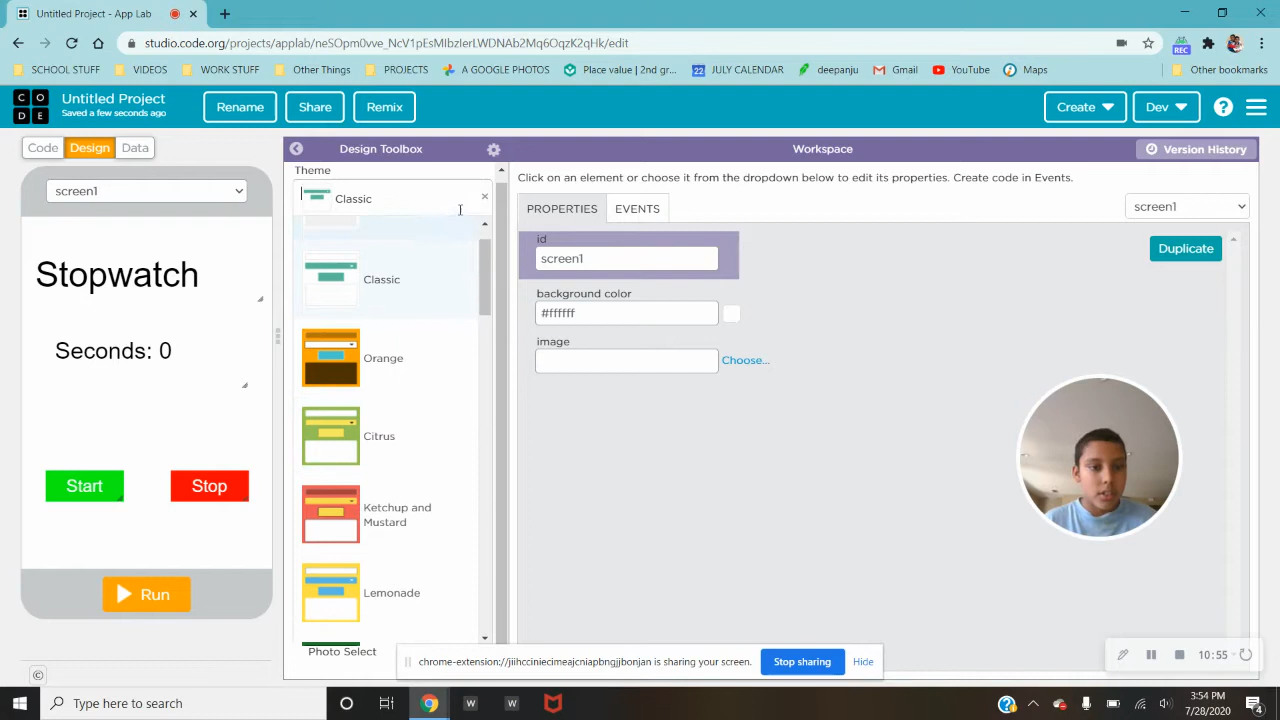 Untitled Project - App Lab
studio.code.org/projects/applab/neSOpm0vve_NcV1pEsMIbzIerLWDNAb2Mq6OqzK2qHk/edit
REC
SCHOOL STUFF
VIDEOS
WORK STUFF
Other Things
PROJECTS
A GOOGLE PHOTOS
Place value | 2nd gr...
22
JULY CALENDAR
deepanju
Gmail
YouTube
Maps
Other bookmarks
C O
D E
Untitled Project
Saved a few seconds ago
Rename
Share
Remix
Create
Dev
?
Code
Design
Data
Design Toolbox
Workspace
Version History
screen1
Stopwatch
Seconds: 0
Start
Stop
Run
©
Theme
Classic
Classic
Orange
Citrus
Ketchup and
Mustard
Lemonade
Photo Select
Click on an element or choose it from the dropdown below to edit its properties. Create code in Events.
PROPERTIES
EVENTS
screen1
Duplicate
id
screen1
background color
#ffffff
image
Choose...
chrome-extension://jiihcciniecimeajcniapbngjjbonjan is sharing your screen.
Stop sharing
Hide
10:55
Type here to search
W
W
?
3:54 PM
7/28/2020
4